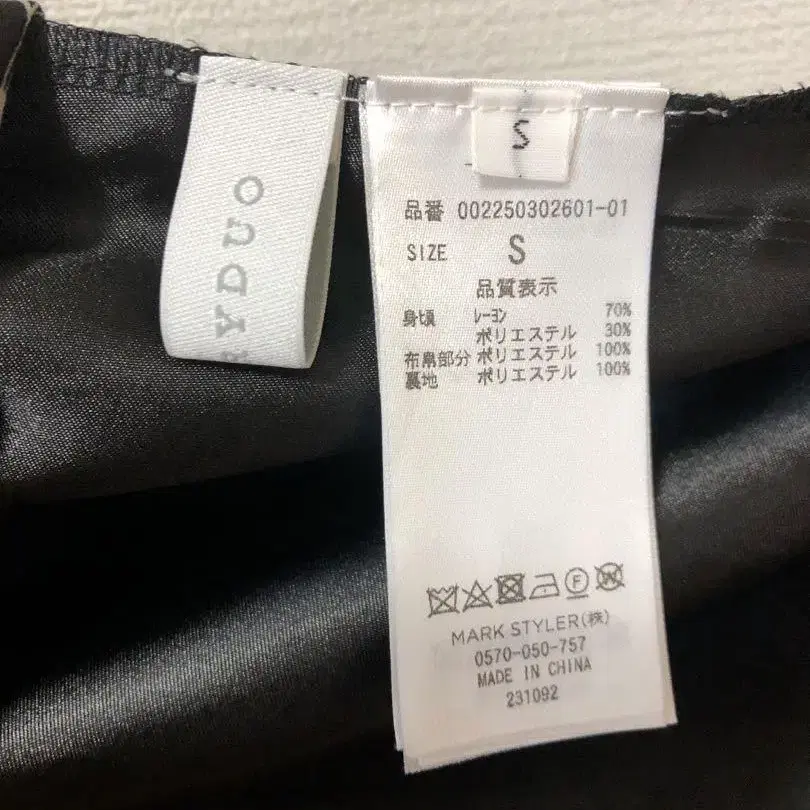 RYDUO
S
品番 002250302601-01
SIZE S
品質表示
身頃 レーヨン 70%
ポリエステル 30%
布帛部分 ポリエステル 100%
裏地 ポリエステル 100%
MARK STYLER(株)
0570-050-757
MADE IN CHINA
231092